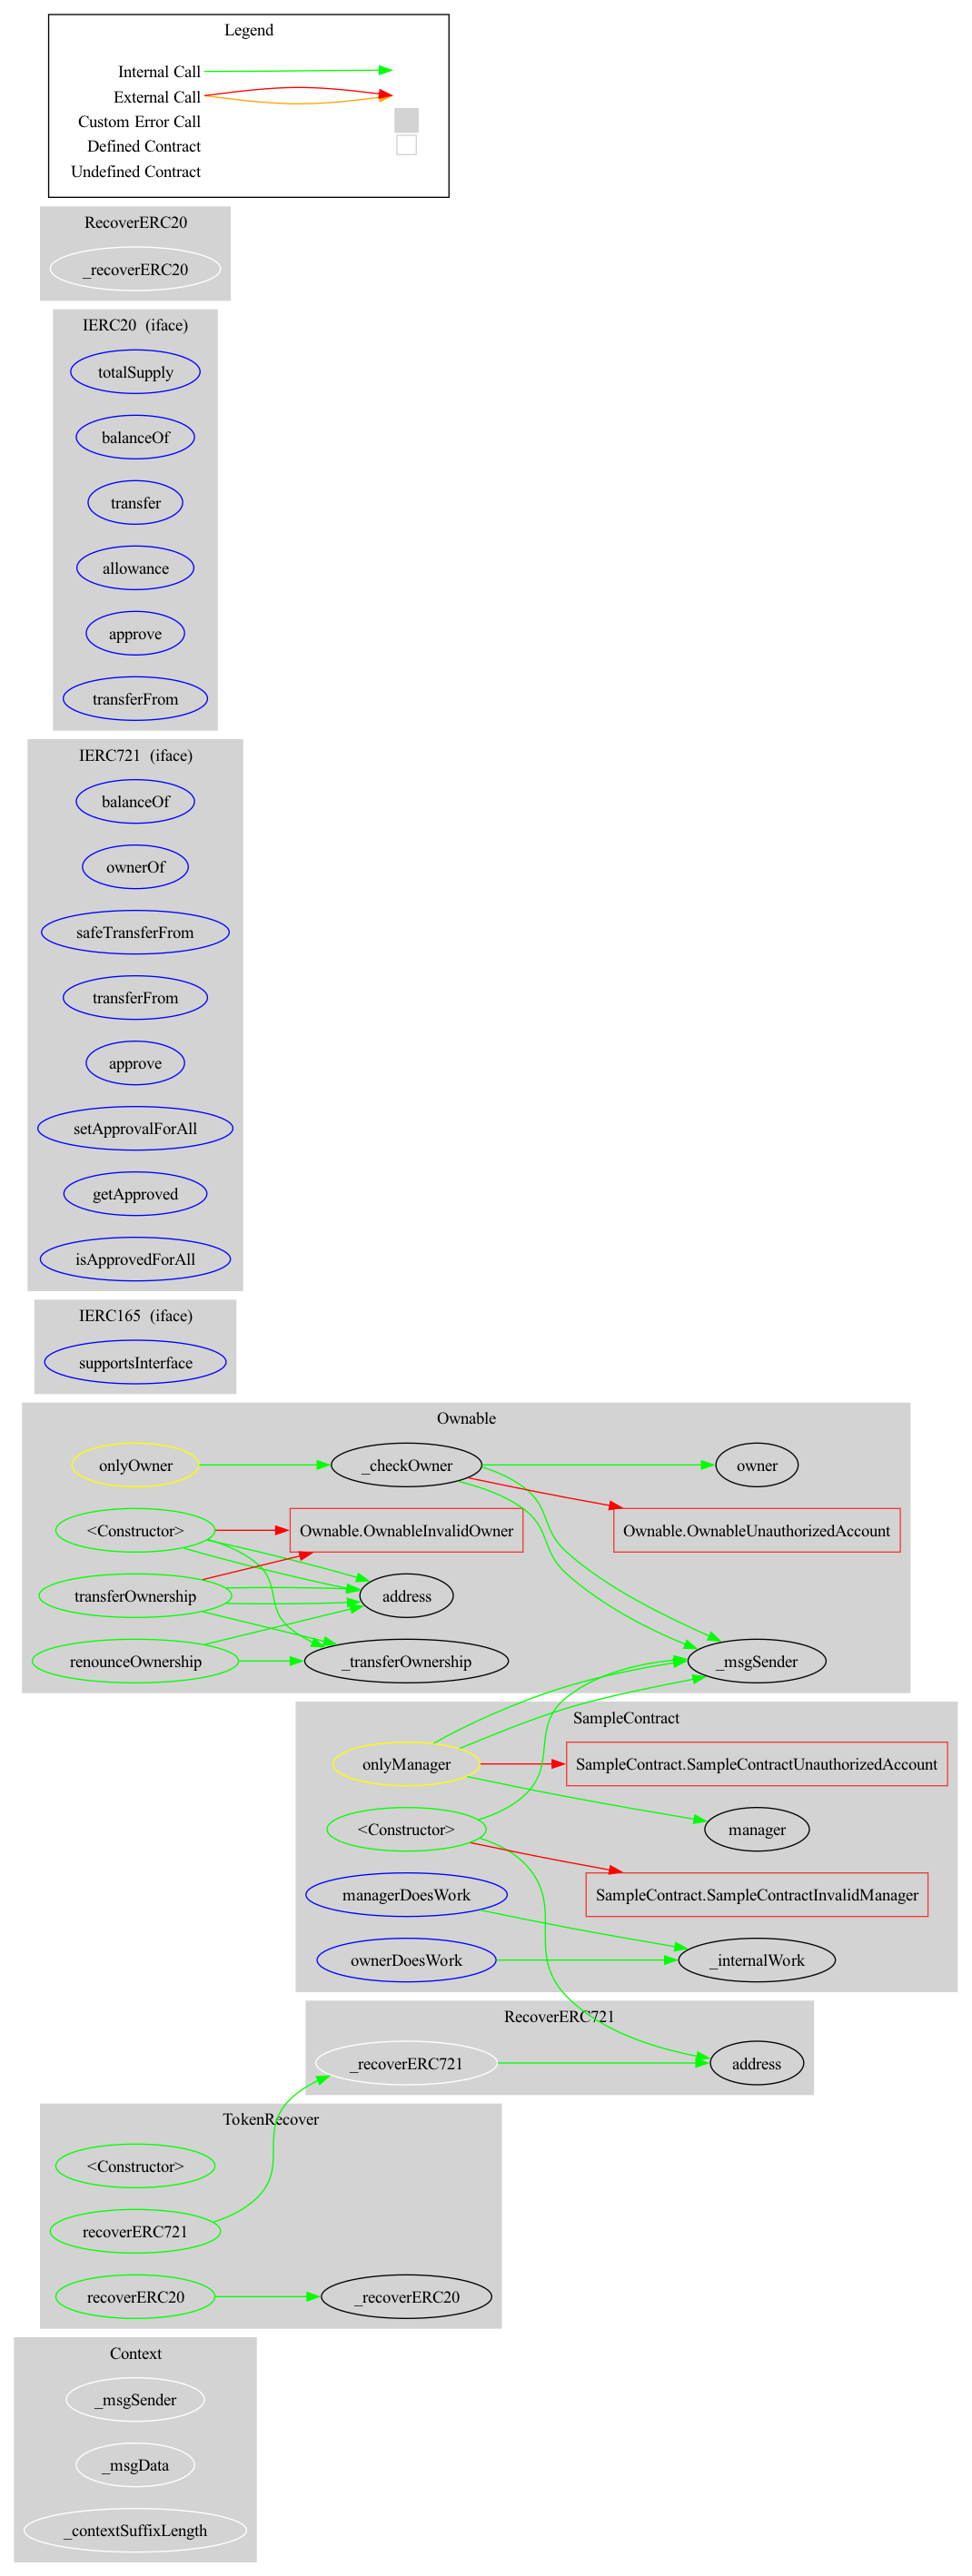 Legend
Internal Call
External Call
Custom Error Call
Defined Contract
Undefined Contract
RecoverERC20
_recoverERC20
IERC20 (iface)
totalSupply
balanceOf
transfer
allowance
approve
transferFrom
IERC721 (iface)
balanceOf
ownerOf
safeTransferFrom
transferFrom
approve
setApprovalForAll
getApproved
isApprovedForAll
IERC165 (iface)
supportsInterface
Ownable
onlyOwner
_checkOwner
owner
<Constructor>
Ownable.OwnableInvalidOwner
Ownable.OwnableUnauthorizedAccount
transferOwnership
address
renounceOwnership
_transferOwnership
_msgSender
SampleContract
onlyManager
SampleContract.SampleContractUnauthorizedAccount
<Constructor>
manager
managerDoesWork
SampleContract.SampleContractInvalidManager
ownerDoesWork
_internalWork
RecoverERC721
_recoverERC721
address
TokenRecover
<Constructor>
recoverERC721
recoverERC20
_recoverERC20
Context
_msgSender
_msgData
_contextSuffixLength